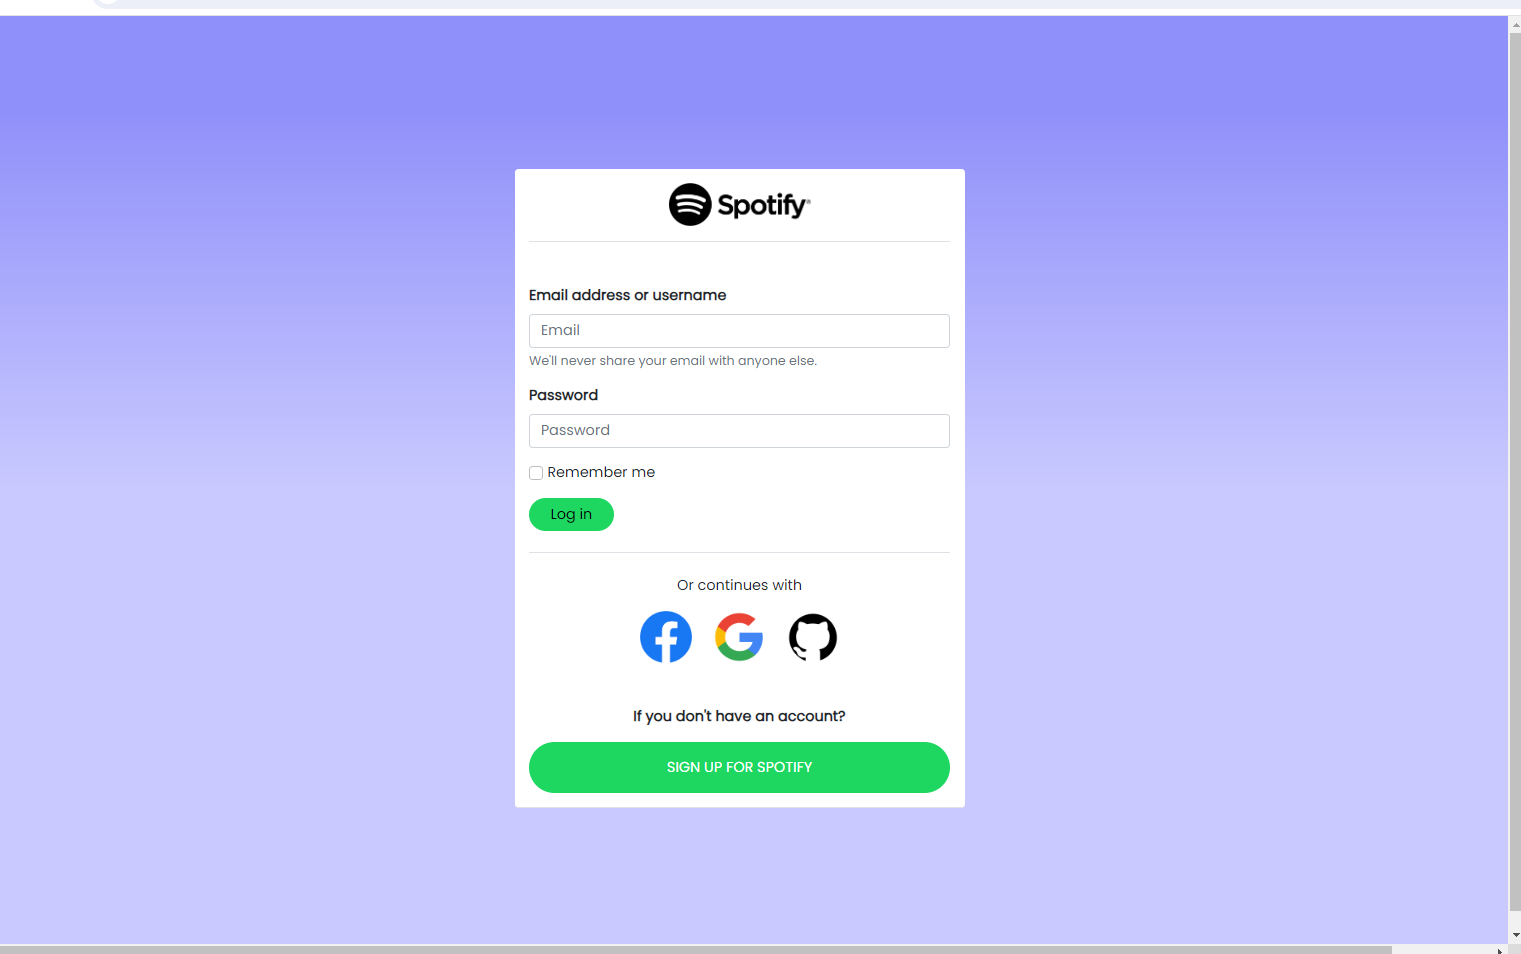 Spotify®
Email address or username
Email
We'll never share your email with anyone else.
Password
Password
Remember me
Log in
Or continues with
If you don't have an account?
SIGN UP FOR SPOTIFY